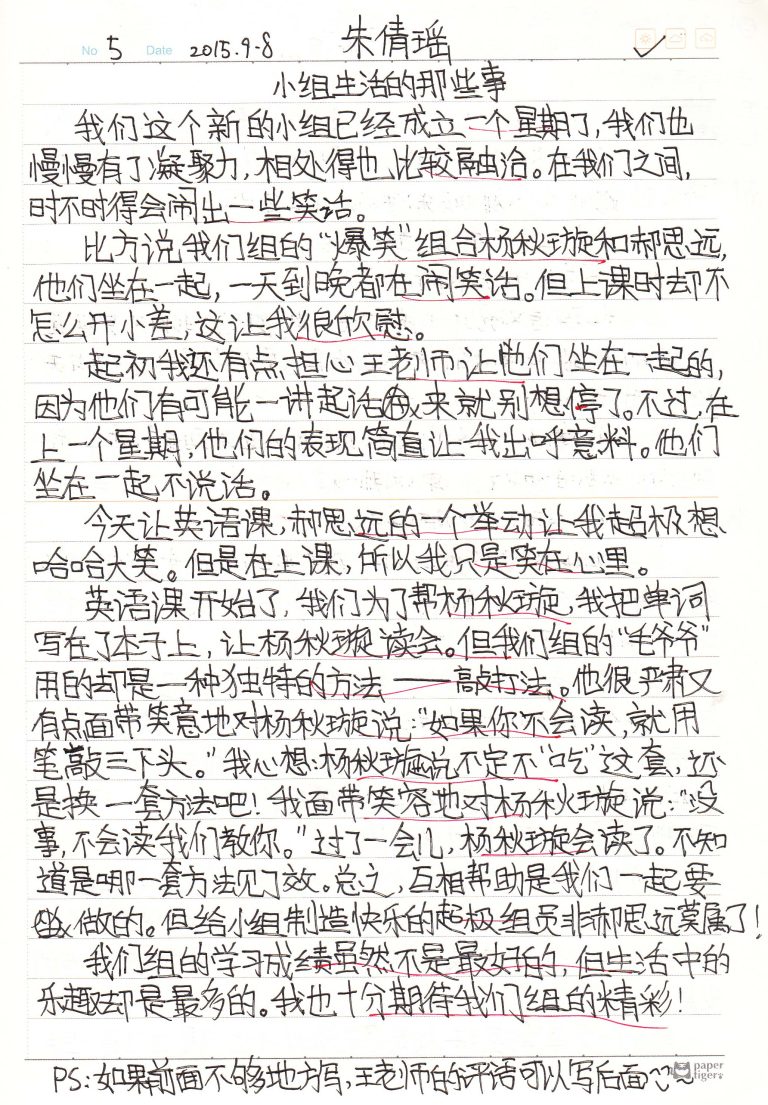 No 5 Date 2015.9.8 朱倩瑶
小组生活的那些事
我们这个新的小组已经成立一个星期了,我们也
慢慢有了凝聚力,相处得也比较融洽。在我们之间,
时不时得会闹出一些笑话。
比方说我们组的“爆笑”组合杨秋璇和郝思远,
他们坐在一起,一天到晚都在闹笑话。但上课时却不
怎么开小差,这让我很欣慰。
起初我还有点担心王老师让他们坐在一起的,
因为他们有可能一讲起话来就别想停了。不过,在
上一个星期,他们的表现简直让我出呼意料。他们
坐在一起不说话。
今天让英语课,郝思远的一个举动让我超极想
哈哈大笑。但是在上课,所以我只是笑在心里。
英语课开始了,我们为了帮杨秋璇,我把单词
写在了本子上,让杨秋璇读会。但我们组的“毛爷爷”
用的却是一种独特的方法——敲打法。他很严肃又
有点面带笑意地对杨秋璇说:“如果你不会读,就用
笔敲三下头。”我心想:杨秋璇说不定不“吃”这套,还
是换一套方法吧!我面带笑容地对杨秋璇说:“没
事,不会读我们教你。”过了一会儿,杨秋璇会读了。不知
道是哪一套方法见了效。总之,互相帮助是我们一起要
做的。但给小组制造快乐的起极组员非郝思远莫属了!
我们组的学习成绩虽然不是最好的,但生活中的
乐趣却是最多的。我也十分期待我们组的精彩!
PS:如果前面不够地方写,王老师的评语可以写后面~~
paper
tiger